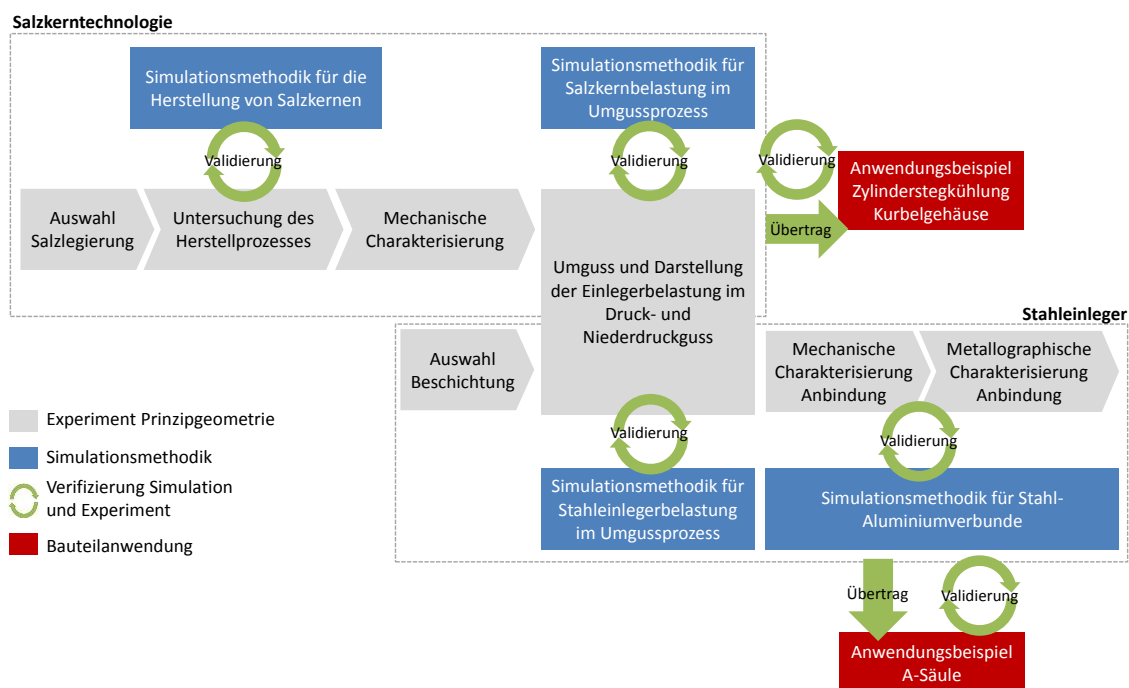 Salzkerntechnologie
Simulationsmethodik für die
Herstellung von Salzkernen
Simulationsmethodik für
Salzkernbelastung im
Umgussprozess
Validierung
Validierung
Validierung
Anwendungsbeispiel
Zylinderstegkühlung
Kurbelgehäuse
Auswahl
Salzlegierung
Untersuchung des
Herstellprozesses
Mechanische
Charakterisierung
Übertrag
Umguss und Darstellung
der Einlegerbelastung im
Druck- und
Niederdruckguss
Stahleinleger
Auswahl
Beschichtung
Mechanische
Charakterisierung
Anbindung
Metallographische
Charakterisierung
Anbindung
Validierung
Validierung
Simulationsmethodik für
Stahleinlegerbelastung
im Umgussprozess
Simulationsmethodik für Stahl-
Aluminiumverbunde
Experiment Prinzipgeometrie
Simulationsmethodik
Verifizierung Simulation
und Experiment
Bauteilanwendung
Übertrag
Validierung
Anwendungsbeispiel
A-Säule